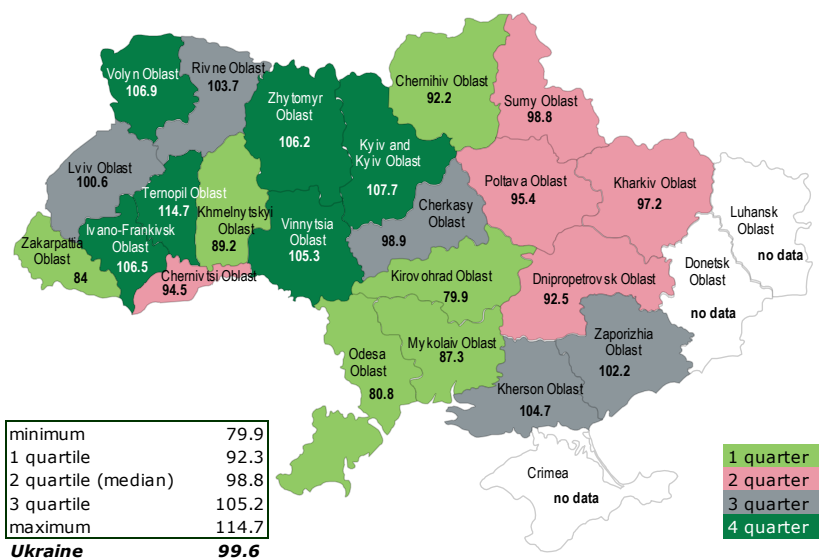 Volyn Oblast
106.9
Rivne Oblast
103.7
Zhytomyr
Oblast
106.2
Kyiv and
Kyiv Oblast
107.7
Chernihiv Oblast
92.2
Sumy Oblast
98.8
Lviv Oblast
100.6
Ternopil Oblast
114.7
Khmelnytskyi
Oblast
89.2
Vinnytsia
Oblast
105.3
Cherkasy
Oblast
98.9
Poltava Oblast
95.4
Kharkiv Oblast
97.2
Luhansk
Oblast
no data
Zakarpattia
Oblast
84
Ivano-Frankivsk
Oblast
106.5
Chernivtsi Oblast
94.5
Kirovohrad Oblast
79.9
Dnipropetrovsk Oblast
92.5
Donetsk
Oblast
no data
Odesa
Oblast
80.8
Mykolaiv Oblast
87.3
Zaporizhia
Oblast
102.2
Kherson Oblast
104.7
Crimea
no data
minimum 79.9
1 quartile 92.3
2 quartile (median) 98.8
3 quartile 105.2
maximum 114.7
Ukraine 99.6
1 quarter
2 quarter
3 quarter
4 quarter